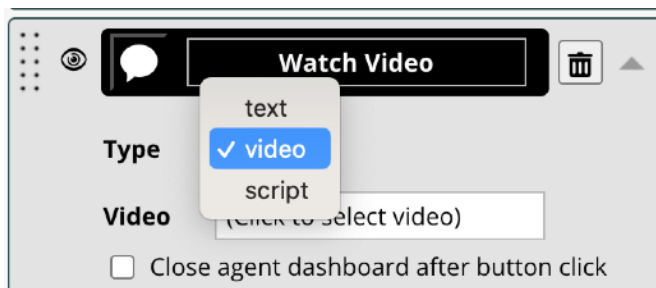 Watch Video
text
Type
✓ video
script
Video
(Click to select video)
Close agent dashboard after button click